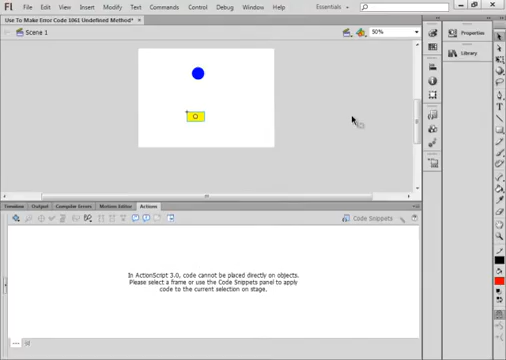 Fl File Edit View Insert Modify Text Commands Control Debug Window Help Essentials
Use To Make Error Code 1061 Undefined Method* ×
Scene 1 50%
Properties
Library
Timeline Output Compiler Errors Motion Editor Actions
Code Snippets
In ActionScript 3.0, code cannot be placed directly on objects.
Please select a frame or use the Code Snippets panel to apply
code to the current selection on stage.